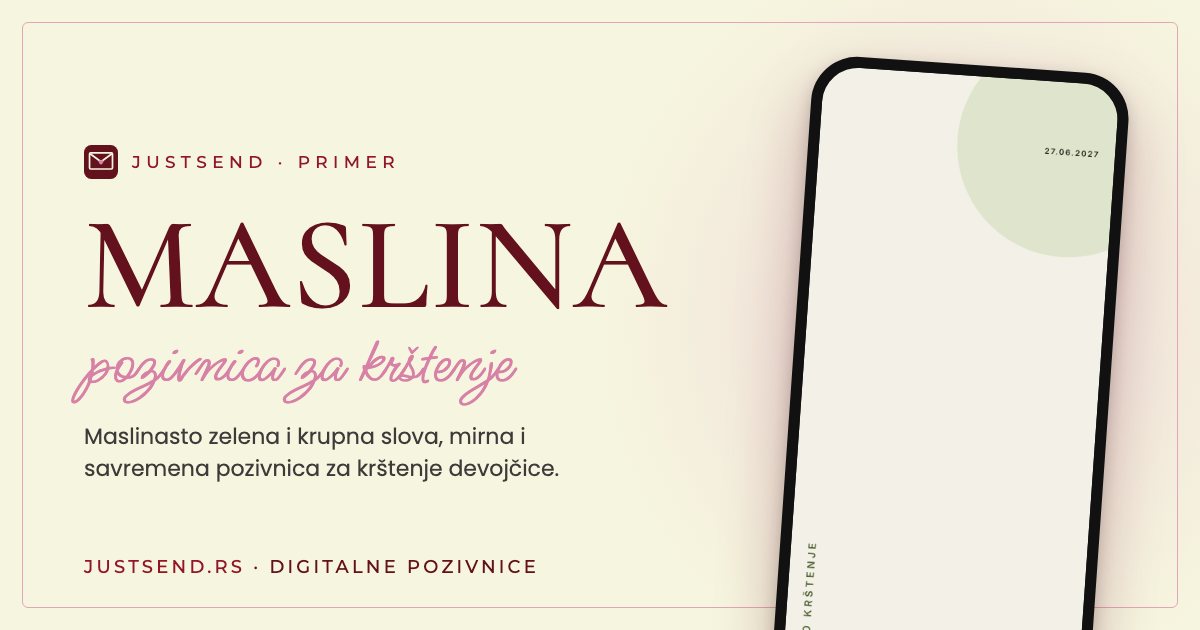 JUSTSEND · PRIMER
MASLINA
pozivnica za krštenje
Maslinasto zelena i krupna slova, mirna i
savremena pozivnica za krštenje devojčice.
JUSTSEND.RS · DIGITALNE POZIVNICE
27.06.2027
KRŠTENJE